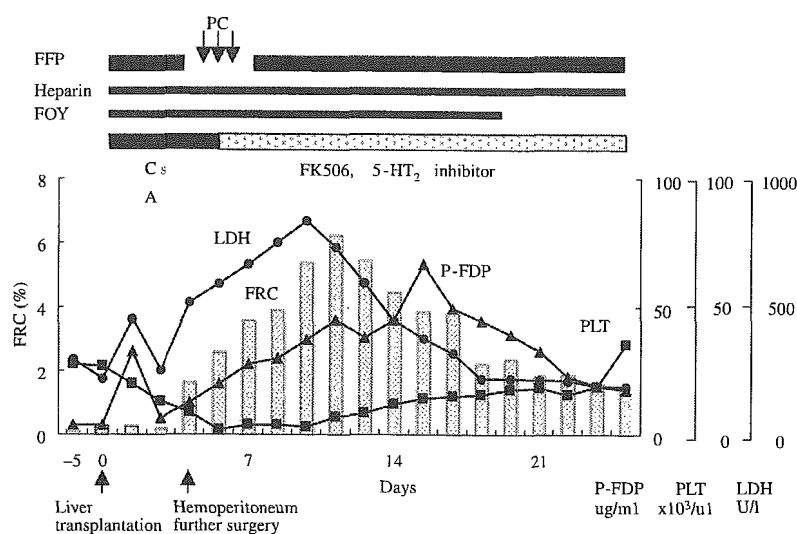 PC
FFP
Heparin
FOY
Cs A
FK506, 5-HT2 inhibitor
8
6
4
2
0
FRC (%)
LDH
FRC
P-FDP
PLT
100
50
0
100
50
0
1000
500
0
-5 0 7 14 21
Days
P-FDP
ug/ml
PLT
x10³/ul
LDH
U/l
Liver
transplantation
Hemoperitoneum
further surgery